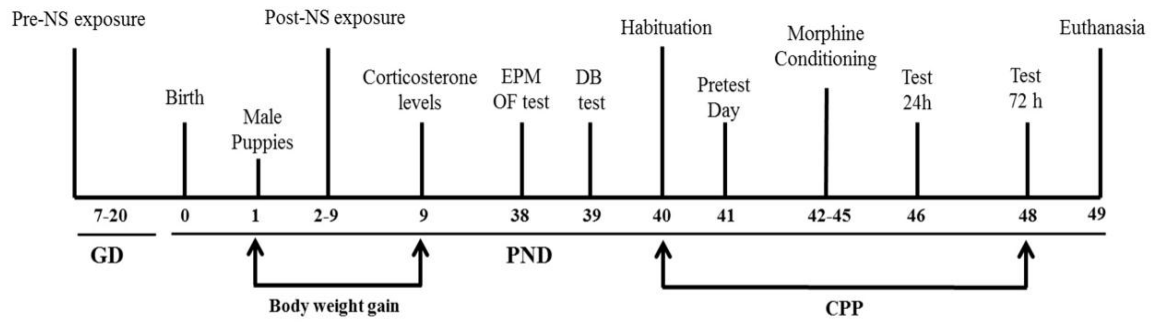 Pre-NS exposure
Post-NS exposure
Birth
Male
Puppies
Corticosterone
levels
EPM
OF test
DB
test
Habituation
Pretest
Day
Morphine
Conditioning
Test
24h
Test
72 h
Euthanasia
7-20 0 1 2-9 9 38 39 40 41 42-45 46 48 49
GD PND
Body weight gain CPP